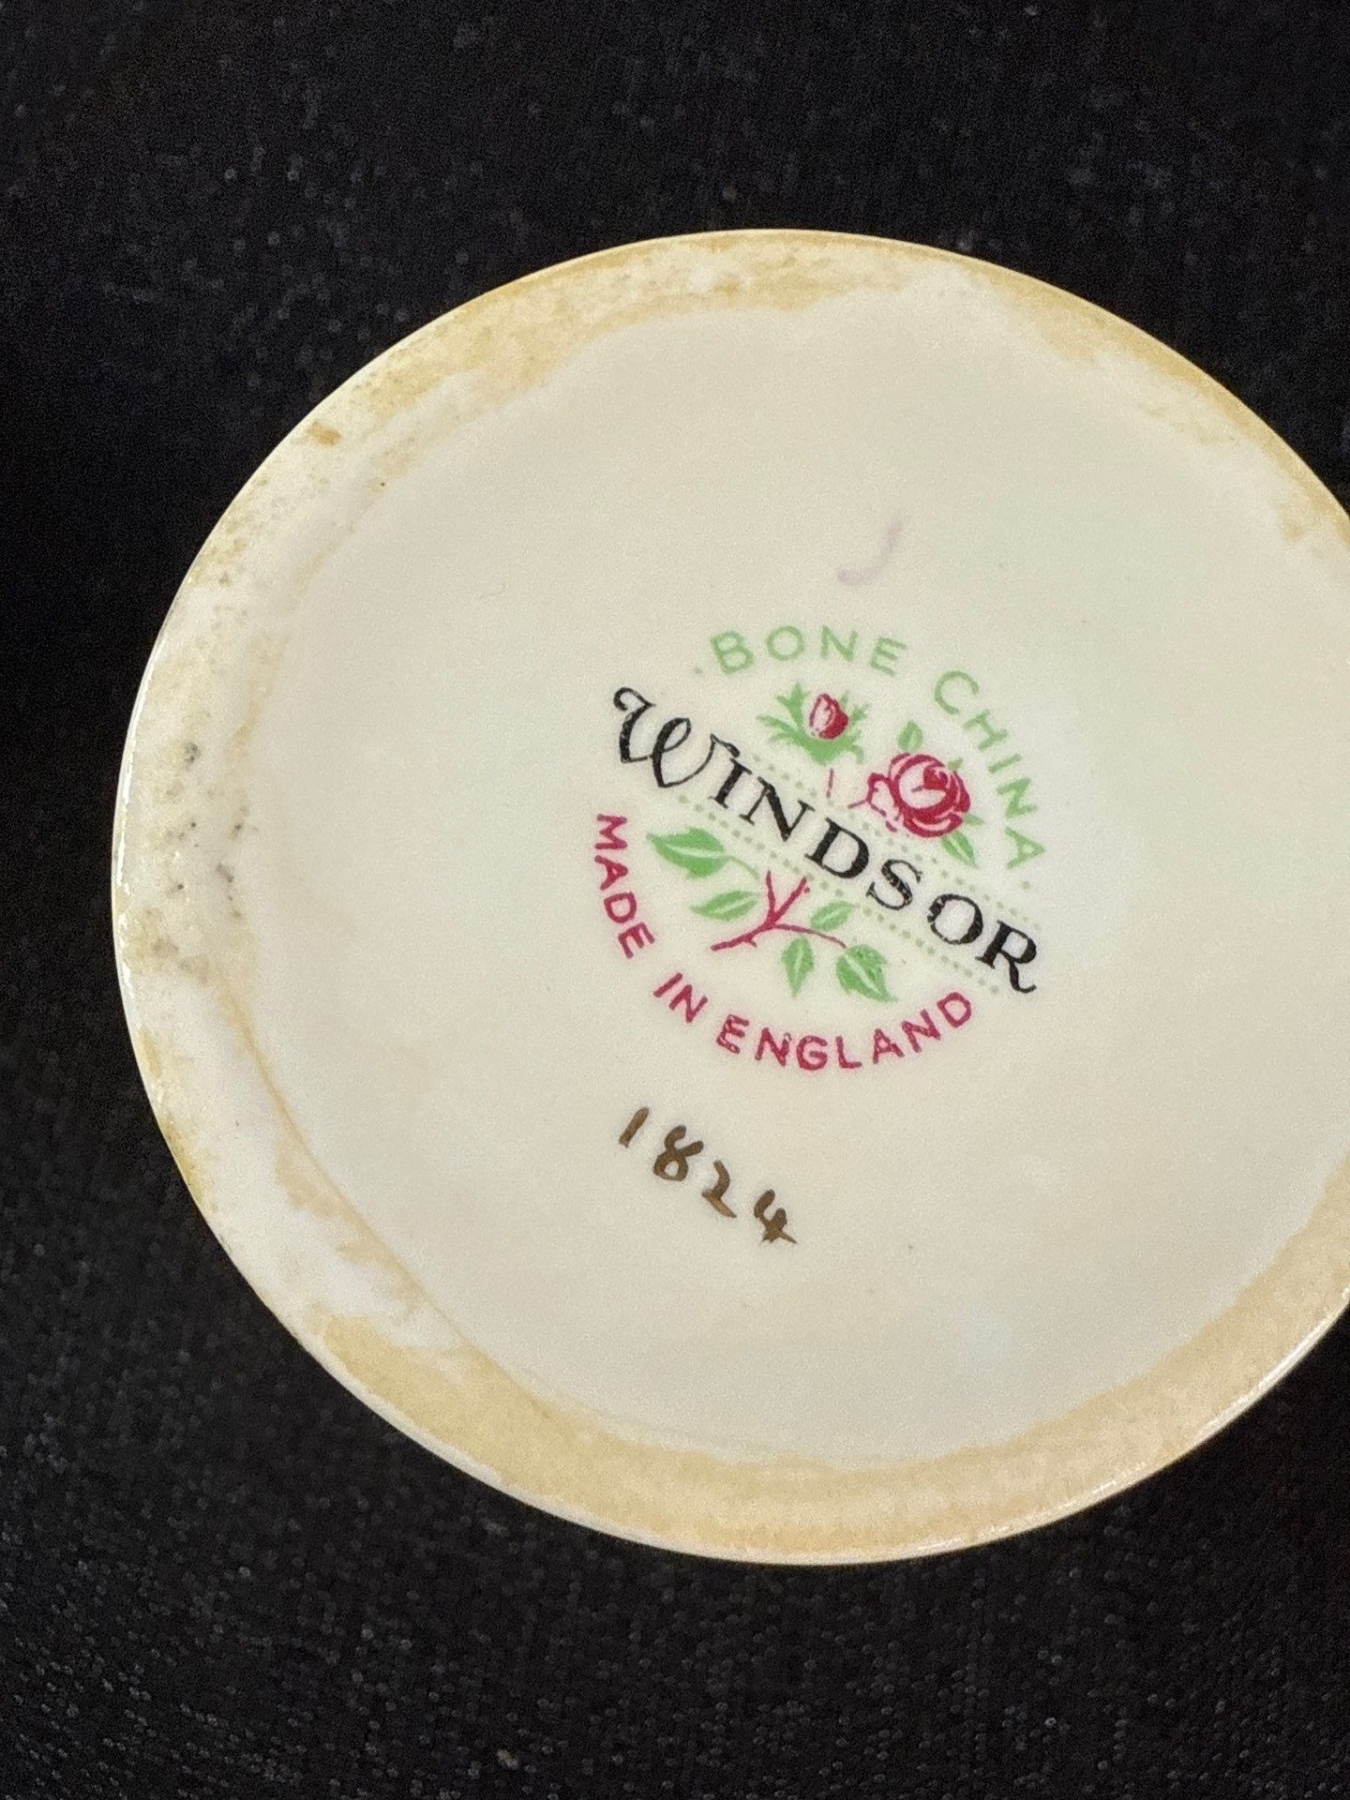 BONE CHINA
WINDSOR
MADE IN ENGLAND
1824